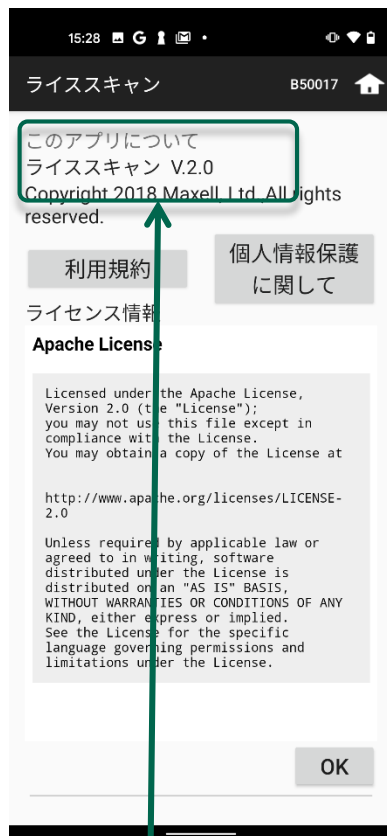 15:28
ライススキャン B50017
このアプリについて
ライススキャン V.2.0
Copyright 2018 Maxell, Ltd. All rights
reserved.
利用規約
個人情報保護
に関して
ライセンス情報
Apache License
Licensed under the Apache License,
Version 2.0 (the "License");
you may not use this file except in
compliance with the License.
You may obtain a copy of the License at
http://www.apache.org/licenses/LICENSE-
2.0
Unless required by applicable law or
agreed to in writing, software
distributed under the License is
distributed on an "AS IS" BASIS,
WITHOUT WARRANTIES OR CONDITIONS OF ANY
KIND, either express or implied.
See the License for the specific
language governing permissions and
limitations under the License.
OK